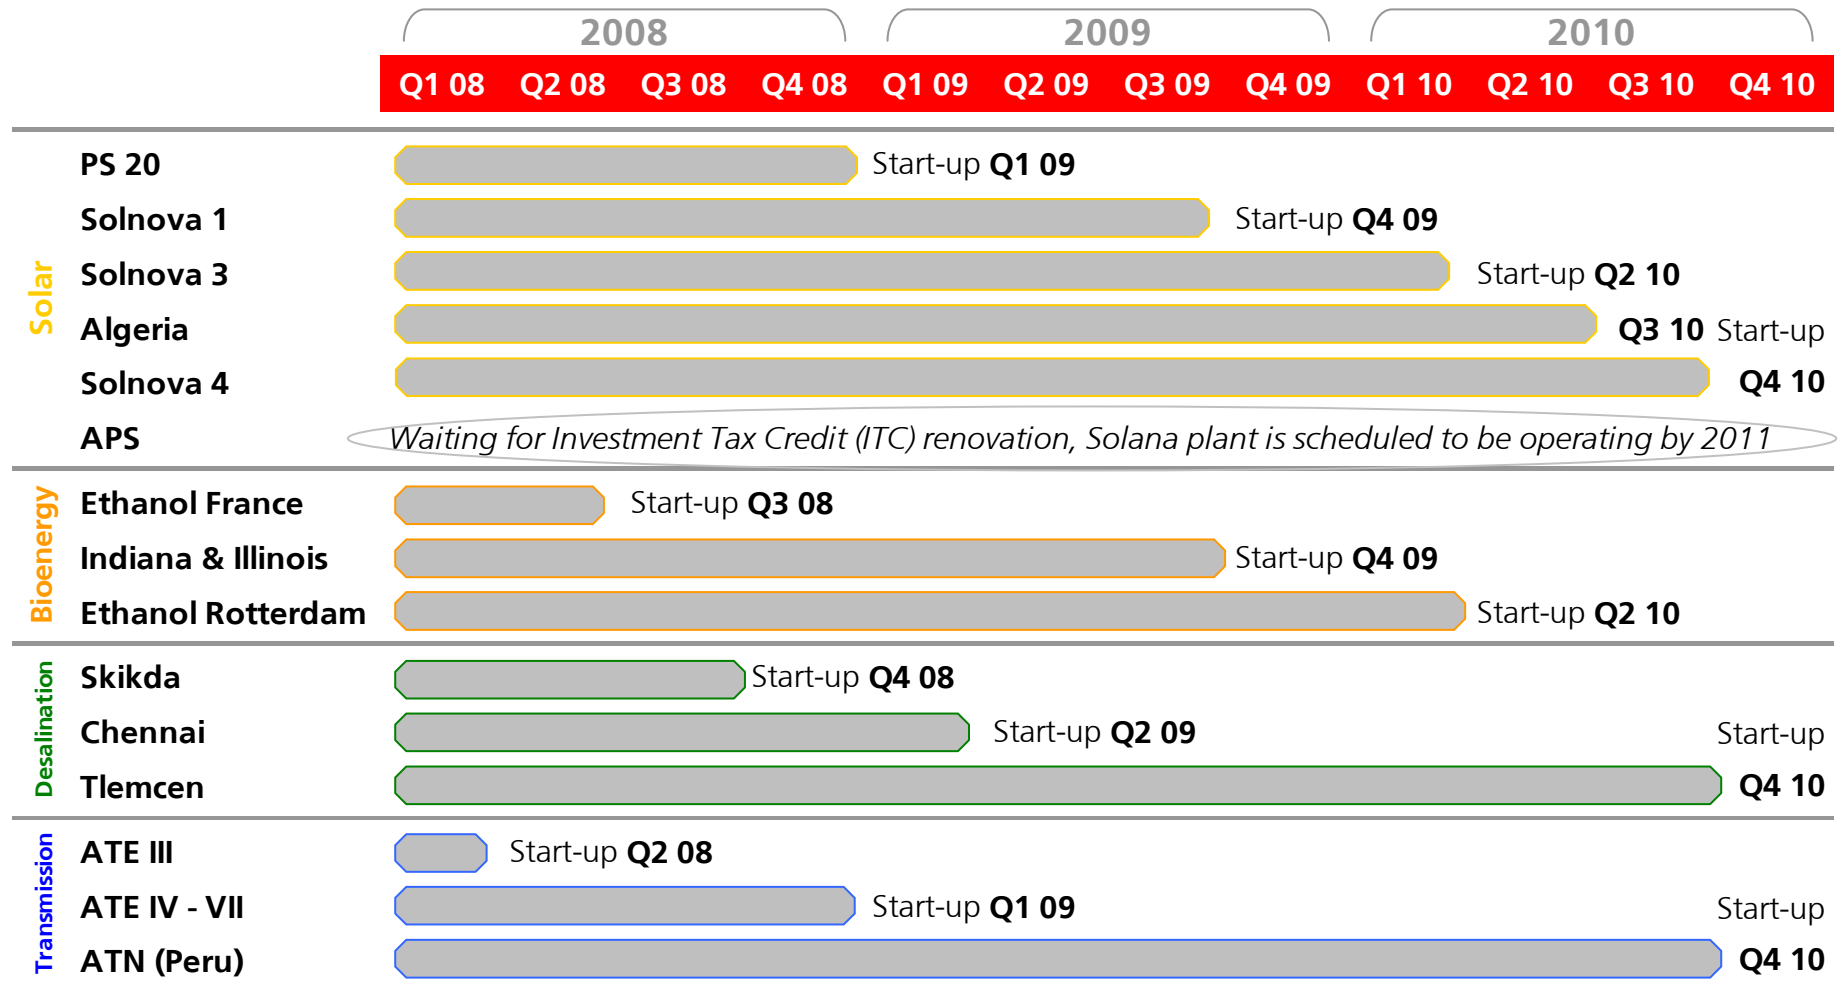 2008 2009 2010
Q1 08 Q2 08 Q3 08 Q4 08 Q1 09 Q2 09 Q3 09 Q4 09 Q1 10 Q2 10 Q3 10 Q4 10
Solar
PS 20 Start-up Q1 09
Solnova 1 Start-up Q4 09
Solnova 3 Start-up Q2 10
Algeria Q3 10 Start-up
Solnova 4 Q4 10
APS Waiting for Investment Tax Credit (ITC) renovation, Solana plant is scheduled to be operating by 2011
Bioenergy
Ethanol France Start-up Q3 08
Indiana & Illinois Start-up Q4 09
Ethanol Rotterdam Start-up Q2 10
Desalination
Skikda Start-up Q4 08
Chennai Start-up Q2 09 Start-up
Tlemcen Q4 10
Transmission
ATE III Start-up Q2 08
ATE IV - VII Start-up Q1 09 Start-up
ATN (Peru) Q4 10